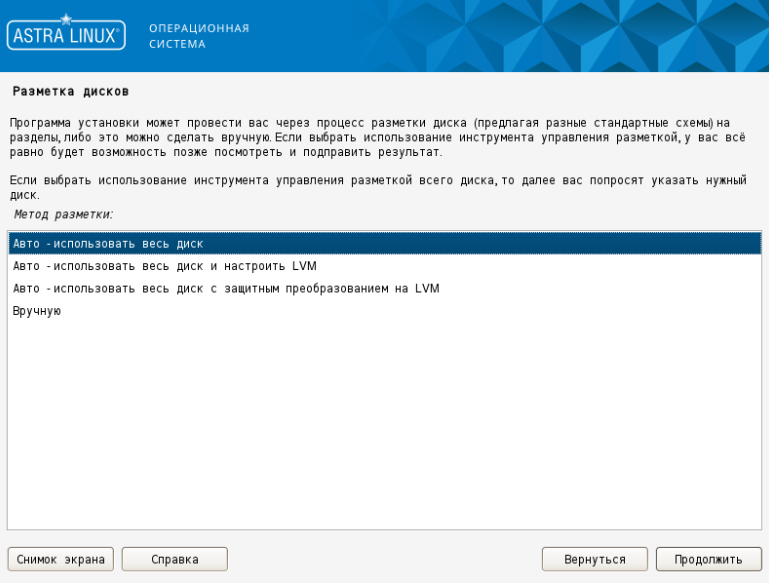 ASTRA LINUX®
ОПЕРАЦИОННАЯ
СИСТЕМА
Разметка дисков
Программа установки может провести вас через процесс разметки диска (предлагая разные стандартные схемы) на
разделы, либо это можно сделать вручную. Если выбрать использование инструмента управления разметкой, у вас всё
равно будет возможность позже посмотреть и подправить результат.
Если выбрать использование инструмента управления разметкой всего диска, то далее вас попросят указать нужный
диск.
Метод разметки:
Авто - использовать весь диск
Авто - использовать весь диск и настроить LVM
Авто - использовать весь диск с защитным преобразованием на LVM
Вручную
Снимок экрана
Справка
Вернуться
Продолжить